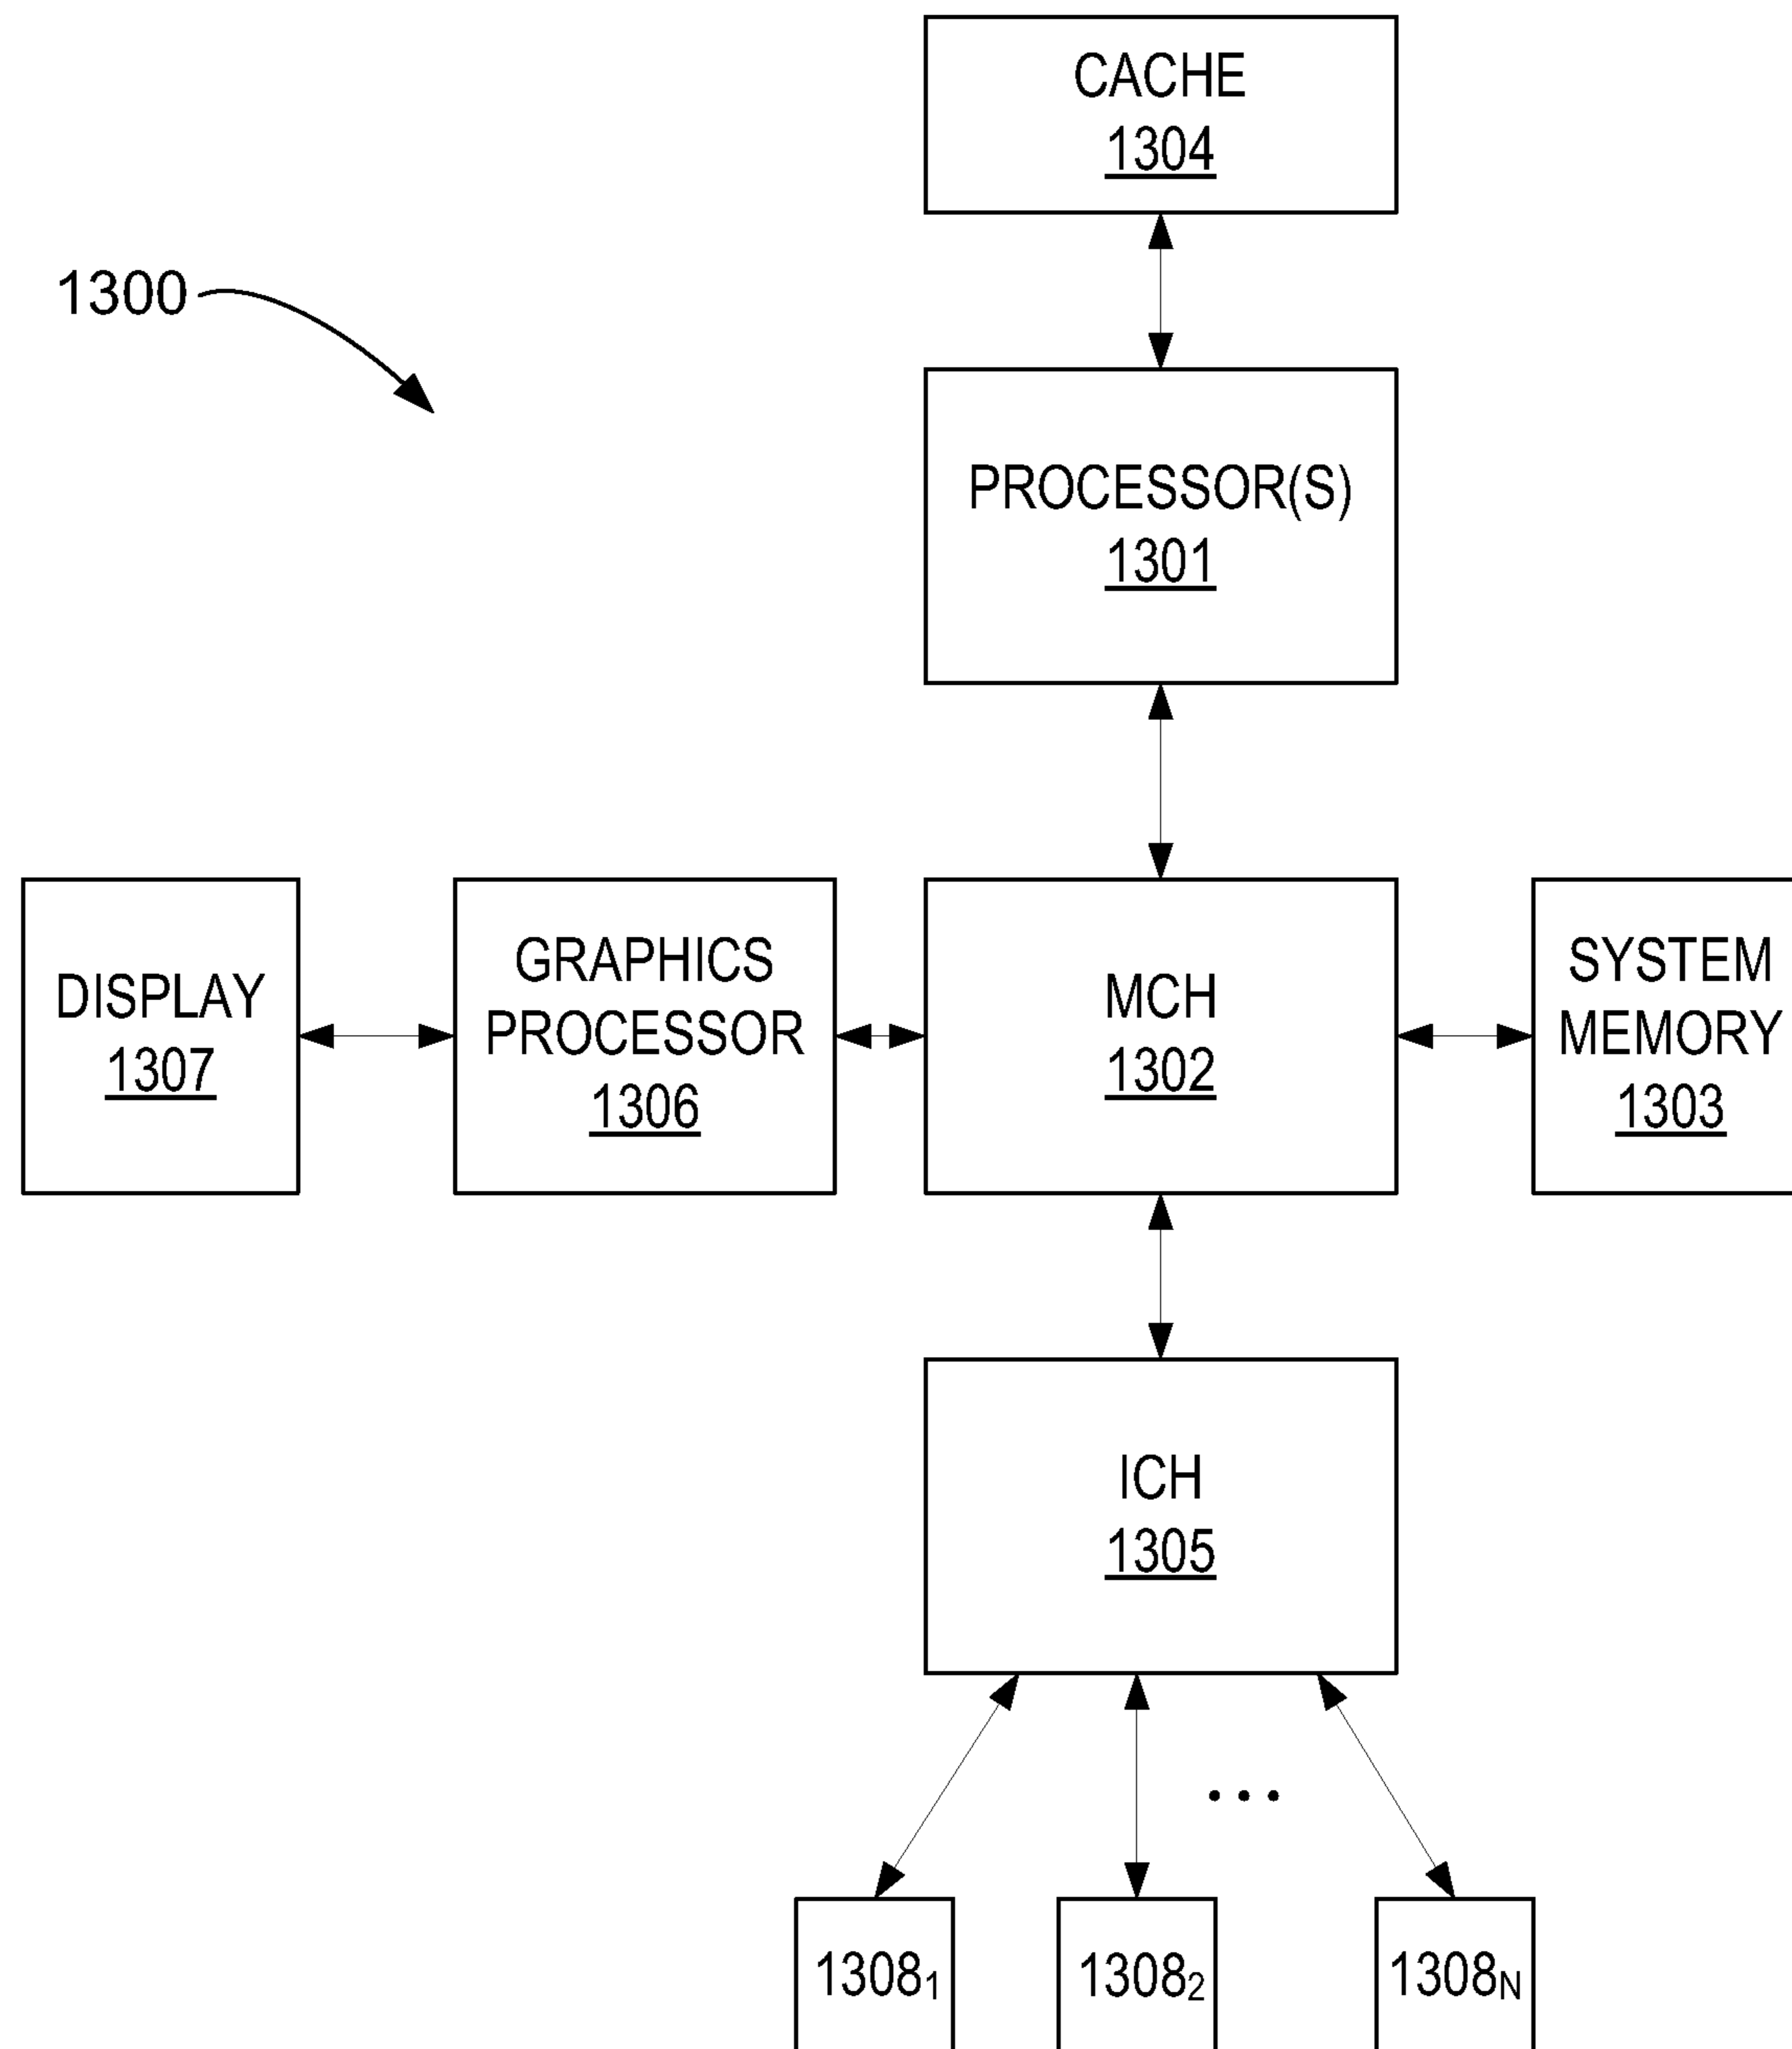 CACHE
1304
1300
PROCESSOR(S)
1301
DISPLAY
1307
GRAPHICS
PROCESSOR
1306
MCH
1302
SYSTEM
MEMORY
1303
ICH
1305
...
1308₁
1308₂
1308N